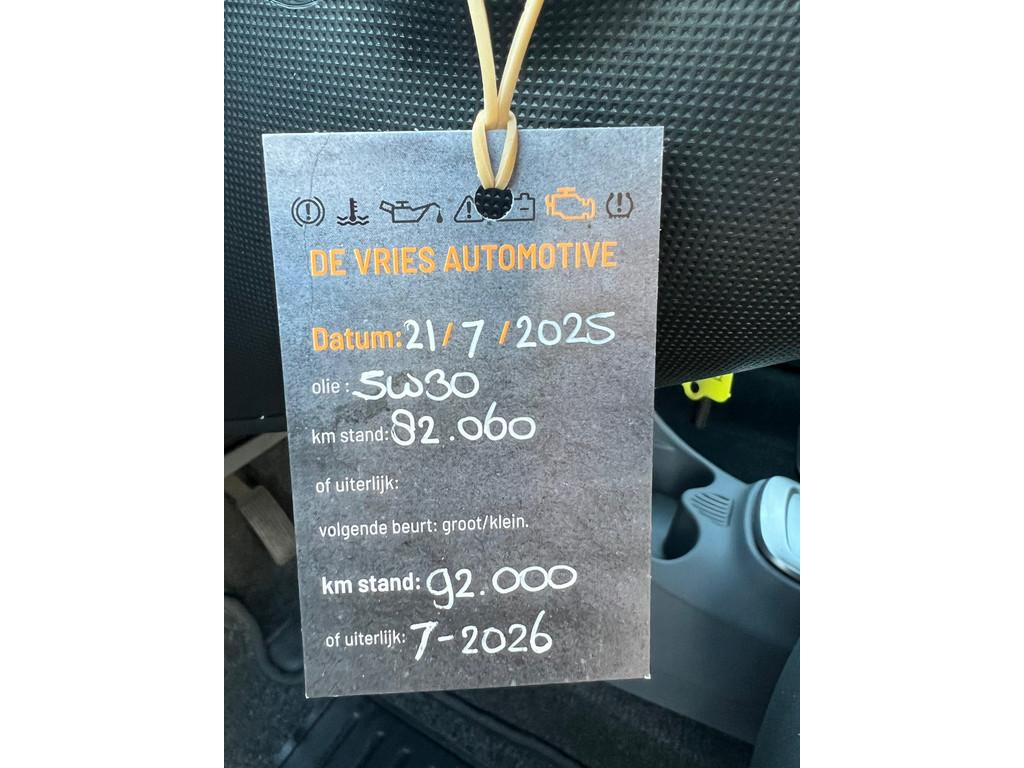 DE VRIES AUTOMOTIVE
Datum: 21 / 7 / 2025
olie : 5W30
km stand: 82.060
of uiterlijk:
volgende beurt: groot/klein.
km stand: 92.000
of uiterlijk: 7-2026